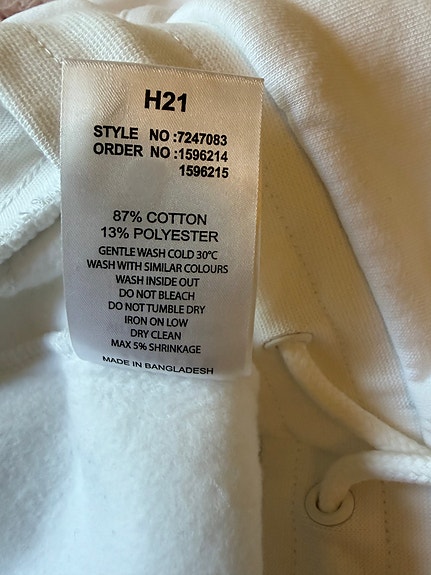 H21
STYLE NO :7247083
ORDER NO :1596214
1596215
87% COTTON
13% POLYESTER
GENTLE WASH COLD 30°C
WASH WITH SIMILAR COLOURS
WASH INSIDE OUT
DO NOT BLEACH
DO NOT TUMBLE DRY
IRON ON LOW
DRY CLEAN
MAX 5% SHRINKAGE
MADE IN BANGLADESH